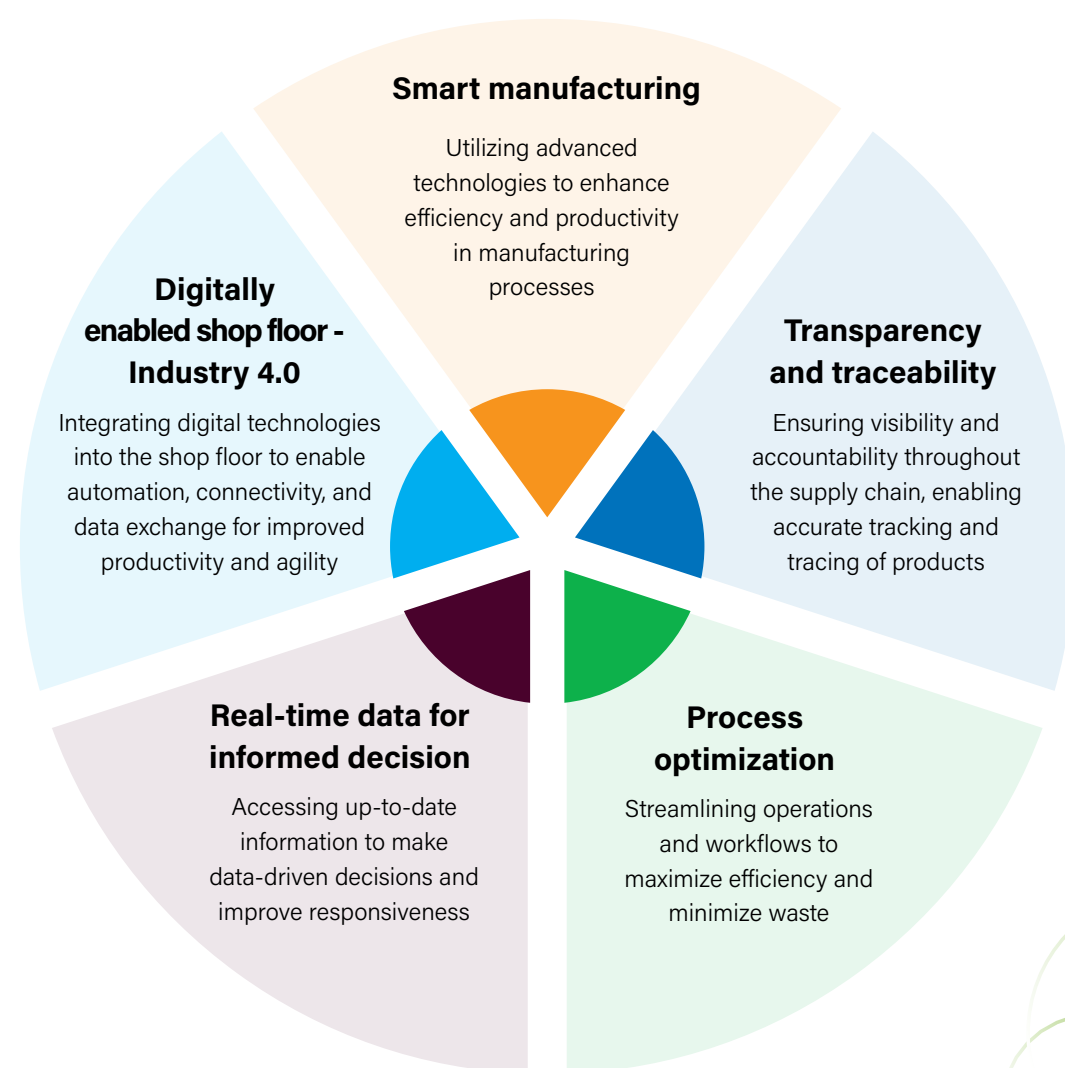 Smart manufacturing
Utilizing advanced
technologies to enhance
efficiency and productivity
in manufacturing
processes
Transparency
and traceability
Ensuring visibility and
accountability throughout
the supply chain, enabling
accurate tracking and
tracing of products
Process
optimization
Streamlining operations
and workflows to
maximize efficiency and
minimize waste
Real-time data for
informed decision
Accessing up-to-date
information to make
data-driven decisions and
improve responsiveness
Digitally
enabled shop floor -
Industry 4.0
Integrating digital technologies
into the shop floor to enable
automation, connectivity, and
data exchange for improved
productivity and agility